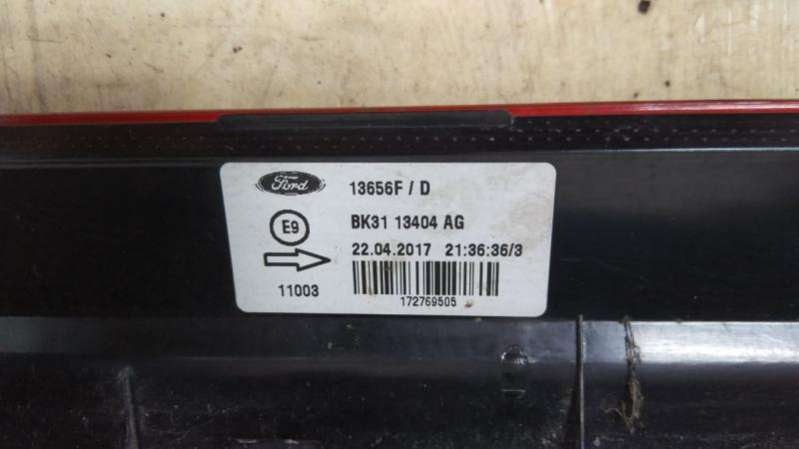 Ford
13656F / D
E9
BK31 13404 AG
22.04.2017 21:36:36/3
11003
172769505